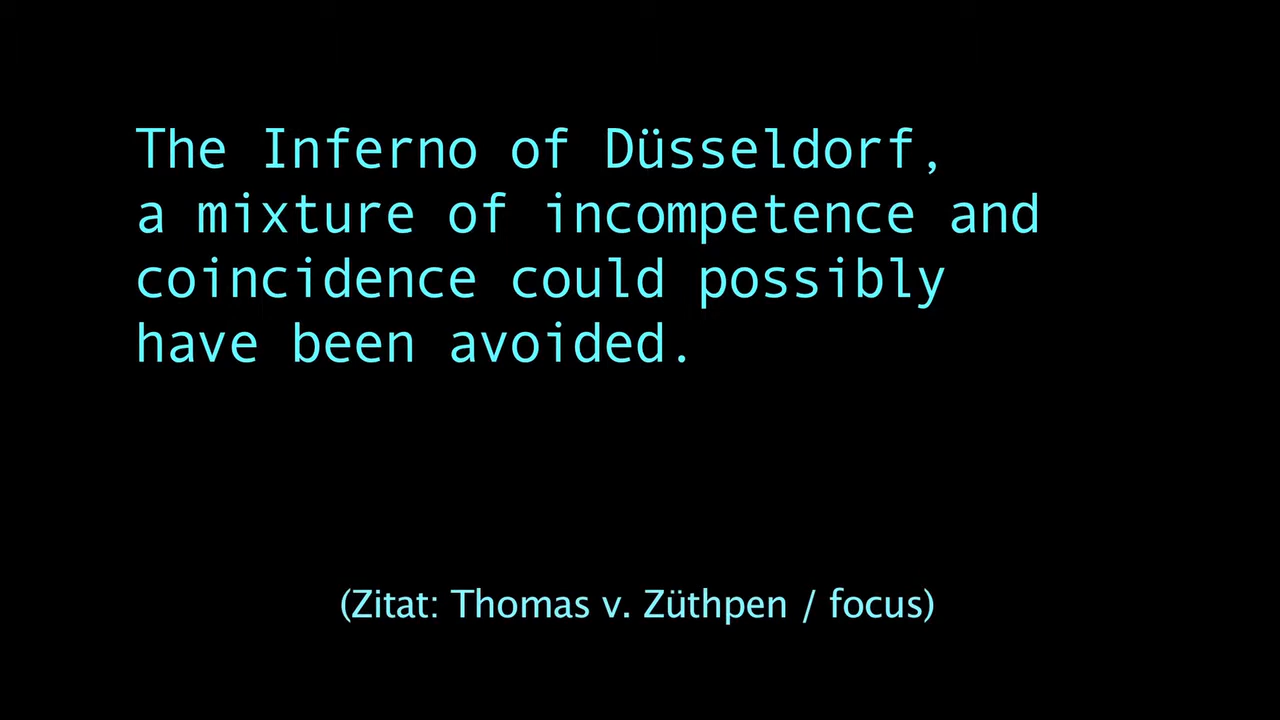 The Inferno of Düsseldorf,
a mixture of incompetence and
coincidence could possibly
have been avoided.
(Zitat: Thomas v. Züthpen / focus)